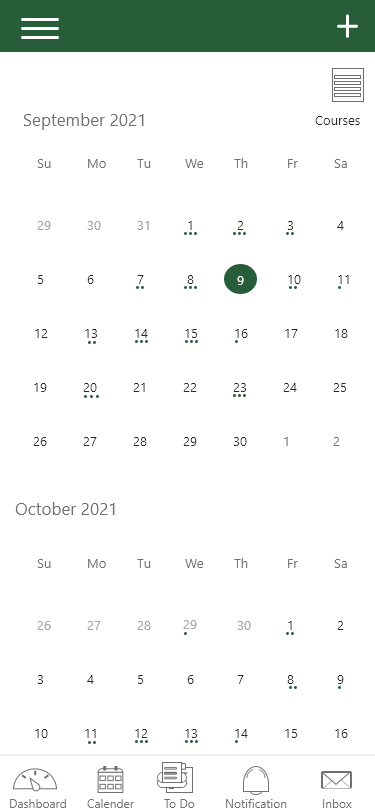 Courses
September 2021
Su Mo Tu We Th Fr Sa
29 30 31 1 2 3 4
5 6 7 8 9 10 11
12 13 14 15 16 17 18
19 20 21 22 23 24 25
26 27 28 29 30 1 2
October 2021
Su Mo Tu We Th Fr Sa
26 27 28 29 30 1 2
3 4 5 6 7 8 9
10 11 12 13 14 15 16
Dashboard Calender To Do Notification Inbox